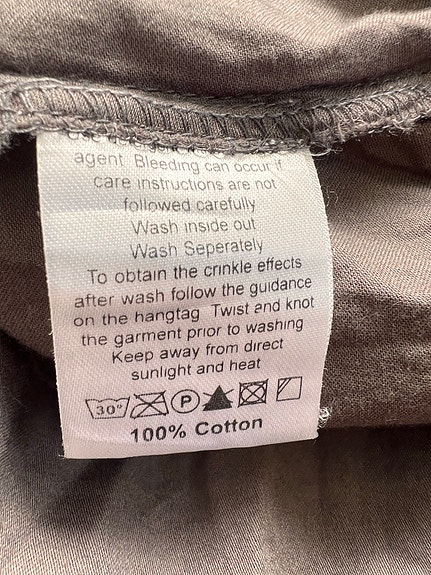 agent Bleeding can occur if
care instructions are not
followed carefully
Wash inside out
Wash Seperately
To obtain the crinkle effects
after wash follow the guidance
on the hangtag Twist and knot
the garment prior to washing
Keep away from direct
sunlight and heat
30° P
100% Cotton